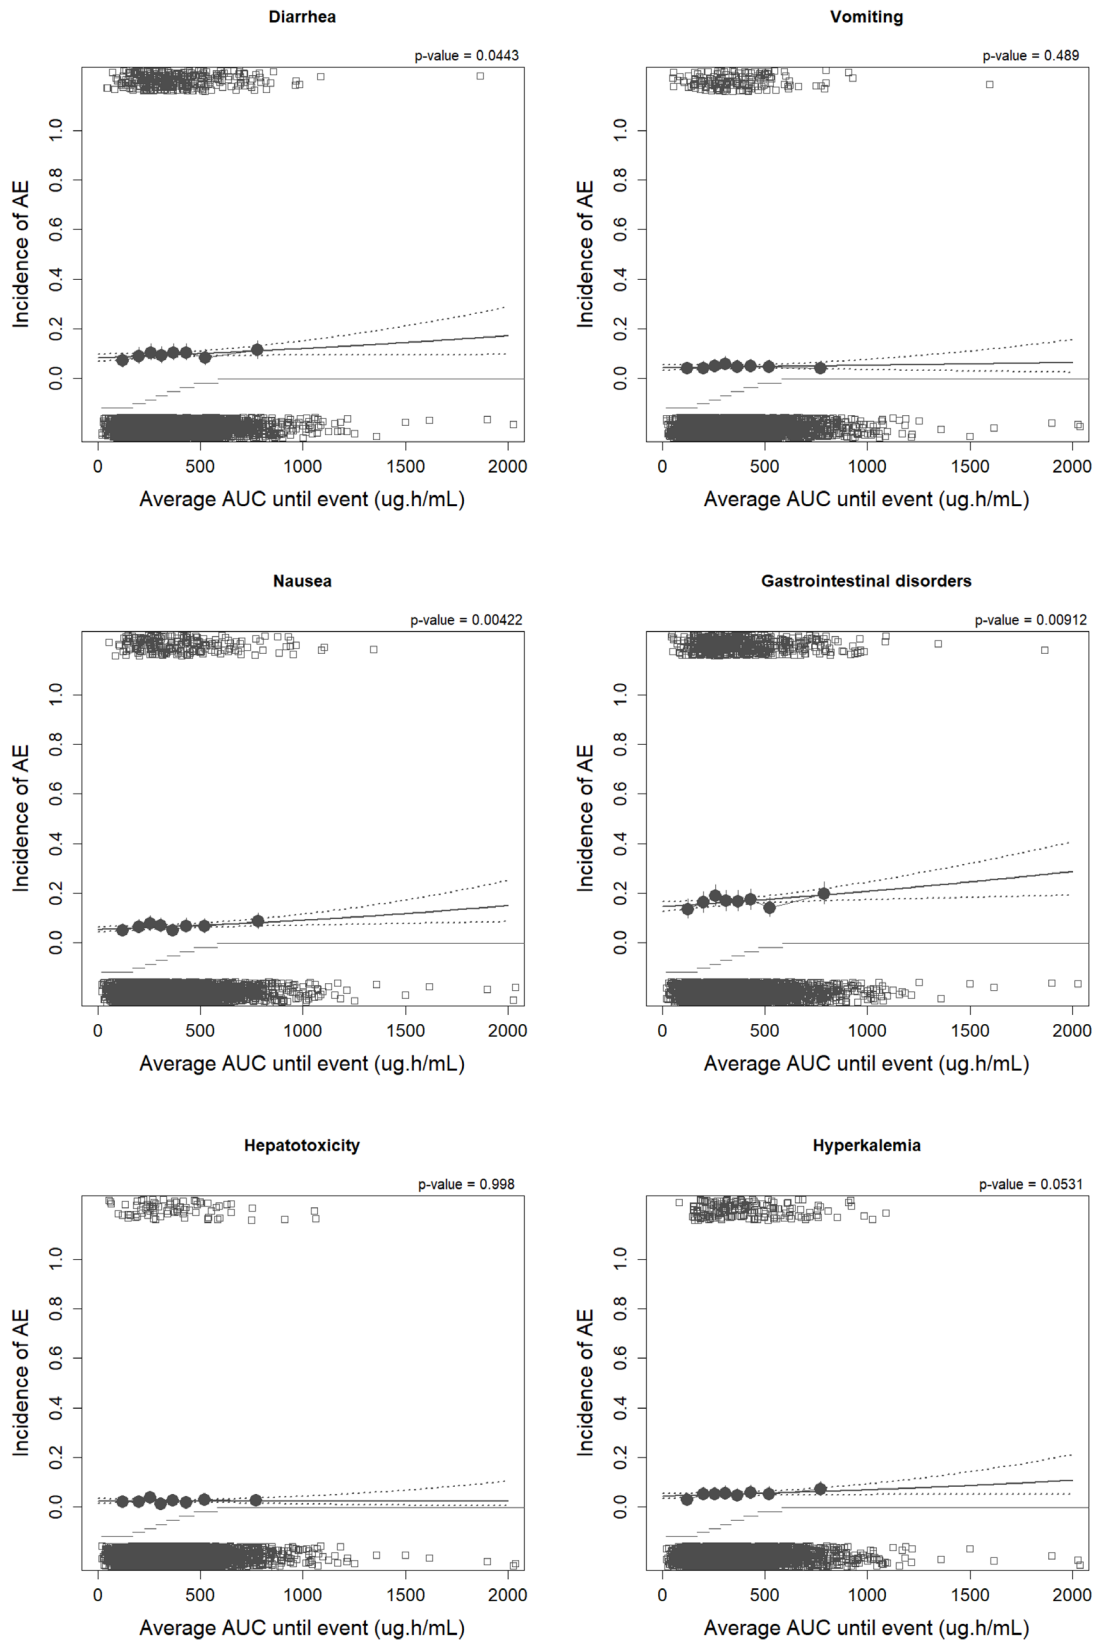 Diarrhea
p-value = 0.0443
Incidence of AE
1.0
0.8
0.6
0.4
0.2
0.0
0 500 1000 1500 2000
Average AUC until event (ug.h/mL)
Vomiting
p-value = 0.489
Incidence of AE
1.0
0.8
0.6
0.4
0.2
0.0
0 500 1000 1500 2000
Average AUC until event (ug.h/mL)
Nausea
p-value = 0.00422
Incidence of AE
1.0
0.8
0.6
0.4
0.2
0.0
0 500 1000 1500 2000
Average AUC until event (ug.h/mL)
Gastrointestinal disorders
p-value = 0.00912
Incidence of AE
1.0
0.8
0.6
0.4
0.2
0.0
0 500 1000 1500 2000
Average AUC until event (ug.h/mL)
Hepatotoxicity
p-value = 0.998
Incidence of AE
1.0
0.8
0.6
0.4
0.2
0.0
0 500 1000 1500 2000
Average AUC until event (ug.h/mL)
Hyperkalemia
p-value = 0.0531
Incidence of AE
1.0
0.8
0.6
0.4
0.2
0.0
0 500 1000 1500 2000
Average AUC until event (ug.h/mL)